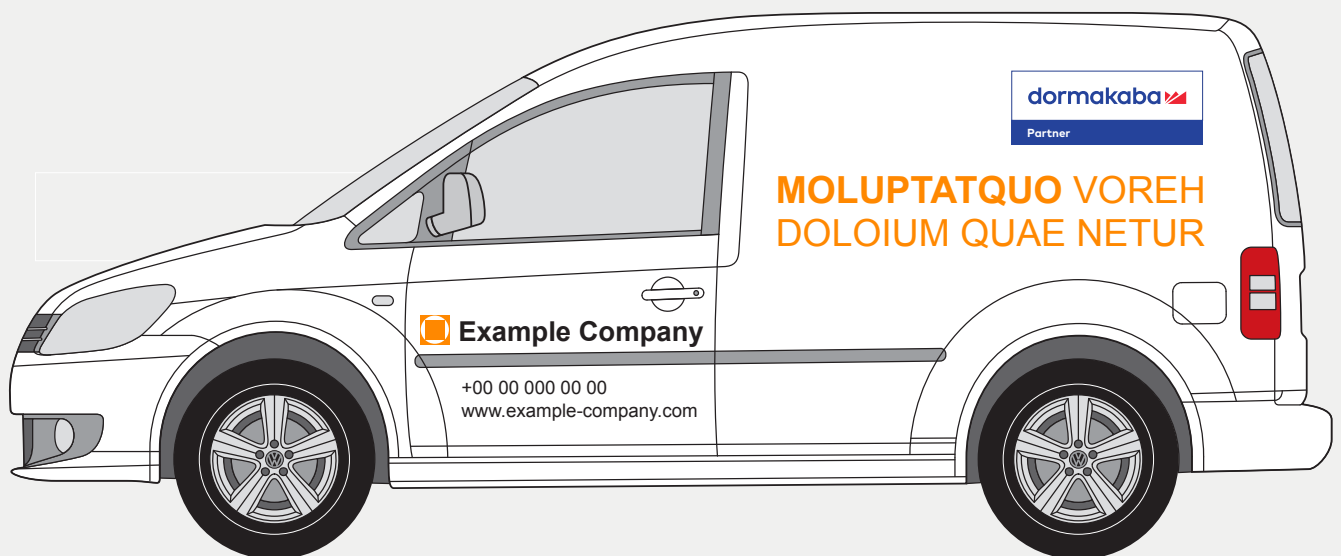 dormakaba
Partner
MOLUPTATQUO VOREH
DOLOIUM QUAE NETUR
Example Company
+00 00 000 00 00
www.example-company.com